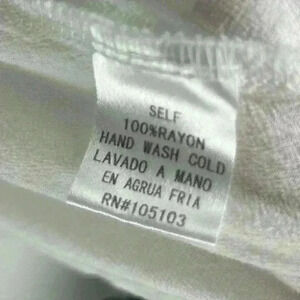 SELF
100%RAYON
HAND WASH COLD
LAVADO A MANO
EN AGRUA FRIA
RN#105103